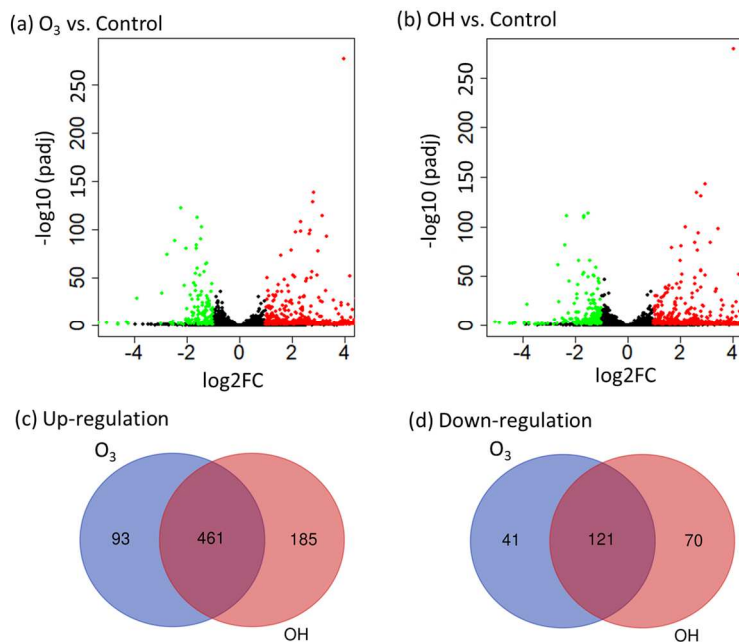 (a) O₃ vs. Control
-log10 (padj)
250
200
150
100
50
0
-4 -2 0 2 4
log2FC
(b) OH vs. Control
-log10 (padj)
250
200
150
100
50
0
-4 -2 0 2 4
log2FC
(c) Up-regulation
O₃
93 461 185
OH
(d) Down-regulation
O₃
41 121 70
OH